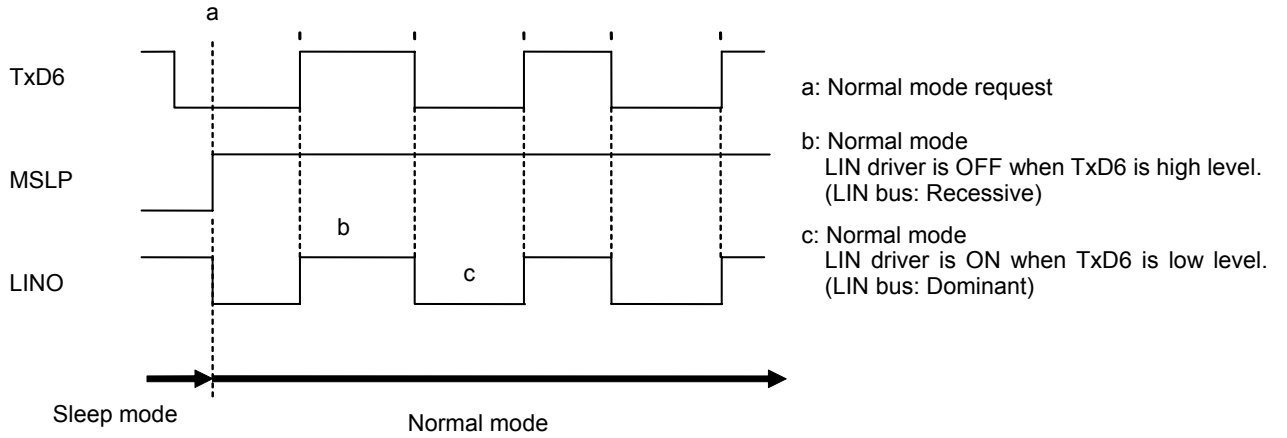 a
TxD6
a: Normal mode request
b: Normal mode
LIN driver is OFF when TxD6 is high level.
(LIN bus: Recessive)
MSLP
b
c: Normal mode
LIN driver is ON when TxD6 is low level.
(LIN bus: Dominant)
c
LINO
Sleep mode
Normal mode